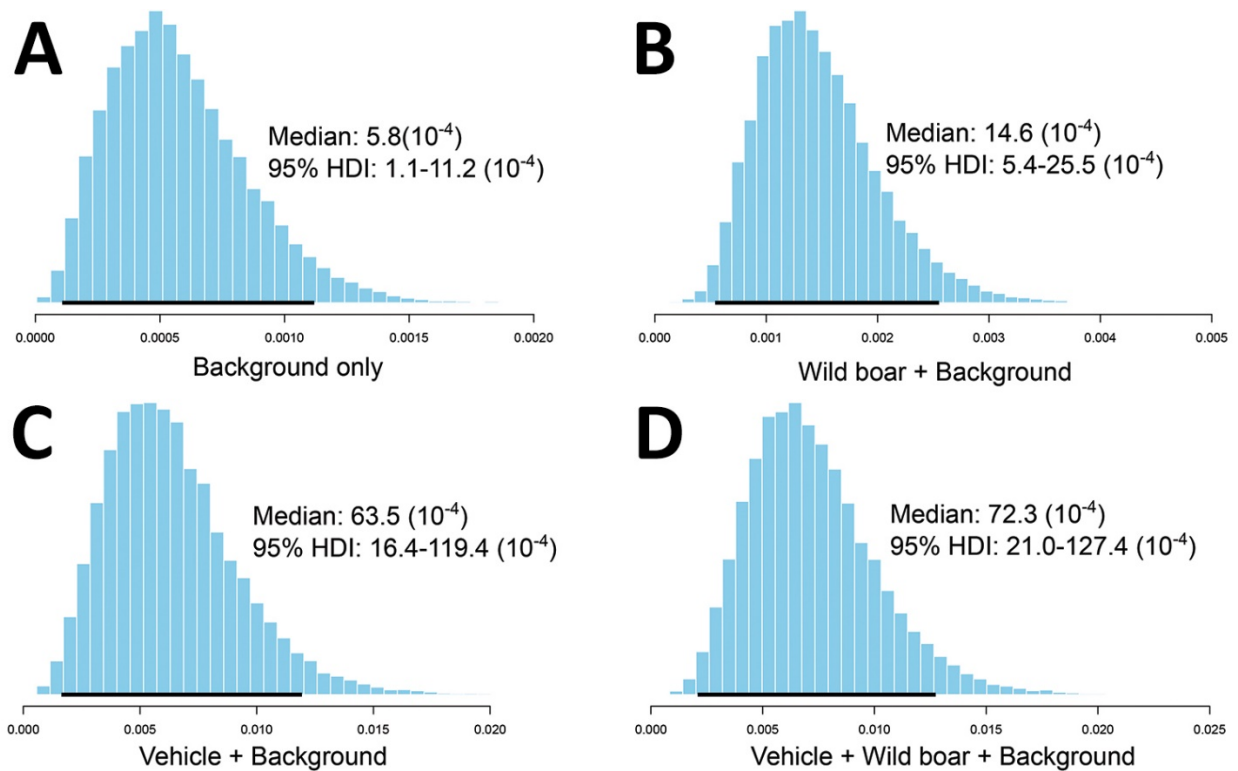 A
Median: 5.8(10⁻⁴)
95% HDI: 1.1-11.2 (10⁻⁴)
0.0000 0.0005 0.0010 0.0015 0.0020
Background only
B
Median: 14.6 (10⁻⁴)
95% HDI: 5.4-25.5 (10⁻⁴)
0.000 0.001 0.002 0.003 0.004 0.005
Wild boar + Background
C
Median: 63.5 (10⁻⁴)
95% HDI: 16.4-119.4 (10⁻⁴)
0.000 0.005 0.010 0.015 0.020
Vehicle + Background
D
Median: 72.3 (10⁻⁴)
95% HDI: 21.0-127.4 (10⁻⁴)
0.000 0.005 0.010 0.015 0.020 0.025
Vehicle + Wild boar + Background